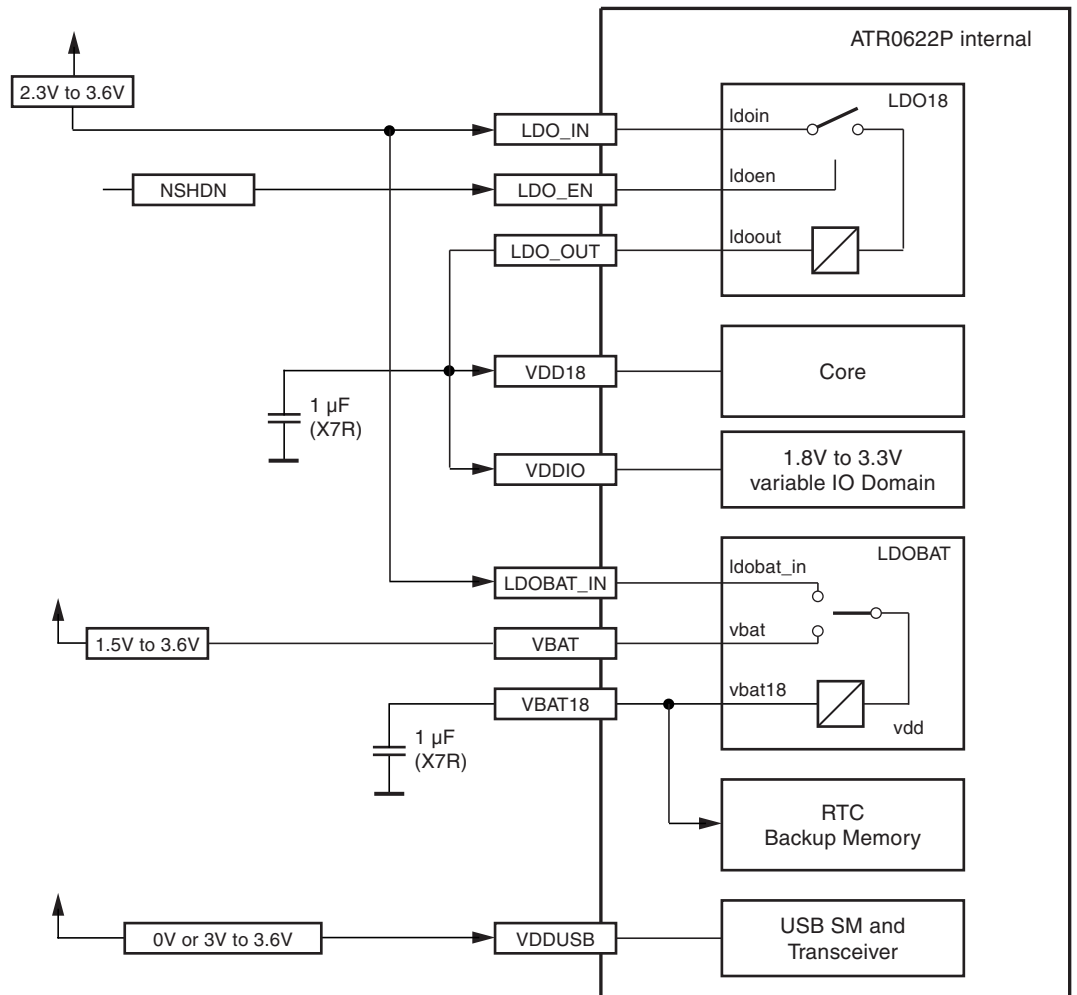 ATR0622P internal
2.3V to 3.6V
LDO18
LDO_IN
ldoin
NSHDN
LDO_EN
ldoen
LDO_OUT
ldoout
VDD18
Core
1 µF
(X7R)
VDDIO
1.8V to 3.3V
variable IO Domain
LDOBAT
LDOBAT_IN
ldobat_in
1.5V to 3.6V
VBAT
vbat
VBAT18
vbat18
vdd
1 µF
(X7R)
RTC
Backup Memory
0V or 3V to 3.6V
VDDUSB
USB SM and
Transceiver